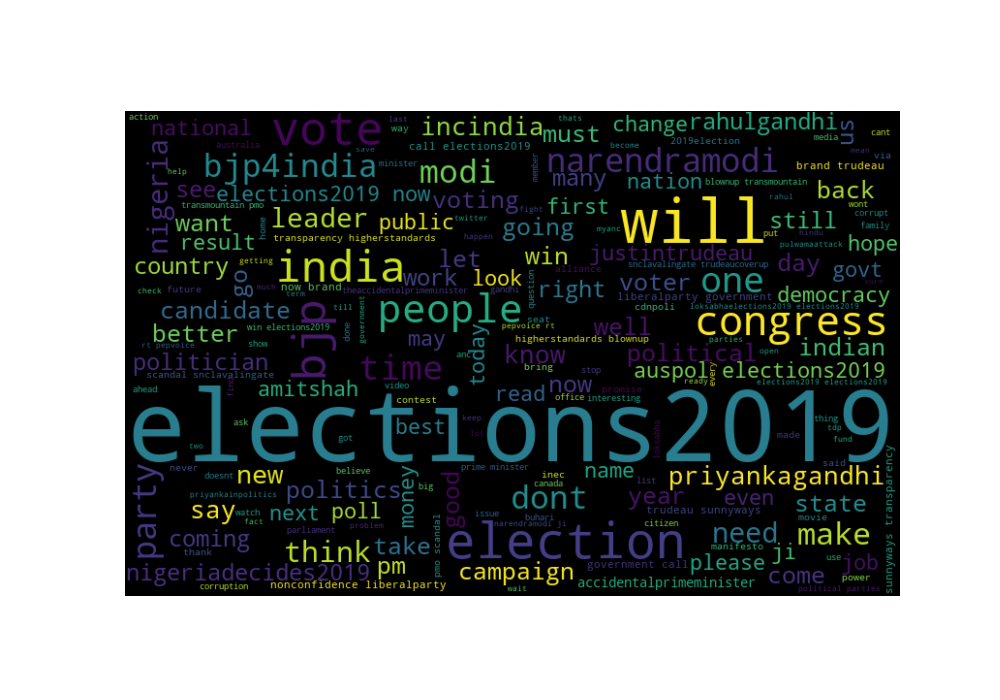 action
national
vote
last
way
thats
incindia
must
change
rahulgandhi
us
cant
media
australia
save
call elections2019
become
2019election
mean
via
nigeria
help
bjp4india
minister
modi
member
narendramodi
brand trudeau
see
elections2019
now
voting
many
nation
blownup transmountain
back
rahul
wont
corrupt
transmountain pmo
fight
first
family
want
home
leader
public
twitter
going
myanc
will
put
still
hindu
pulwamaattack
result
transparency higherstandards
happen
let
win
justintrudeau
day
govt
hope
country
getting
go
india
work
look
question
alliance
snclavalingate trudeaucoverup
check
future
much
now brand
theaccidentalprimeminister
gandhi
right
voter
liberalparty government
one
democracy
sure
candidate
term
bjp
till
people
seat
cdnpoli
loksabhaelections2019 elections2019
congress
better
win elections2019
done
government
may
today
pepvoice rt
higherstandards blownup
well
parties
rt pepvoice
show
anc
know
political
open
indian
politician
time
bring
stop
auspol
every
elections2019
scandal snclavalingate
find
amitshah
video
read
now
office
interesting
promise
ready
elections2019 elections2019
ahead
contest
elections2019
ask
got
best
keep
lot
loksabha
made
thing
tdp
fund
two
never
doesnt
new
believe
prime minister
inec
name
said
party
priyankainpolitics
politics
money
big
good
canada
list
priyankagandhi
say
watch
fact
next
poll
issue
dont
buhari
year
even
movie
state
narendramodi ji
citizen
trudeau sunnyways
coming
parliament
problem
election
need
make
thank
think
take
pmo scandal
manifesto
ji
use
nigeriadecides2019
pm
campaign
government call
please
come
job
power
corruption
nonconfidence liberalparty
wait
accidentalprimeminister
political parties
sunnyways transparency